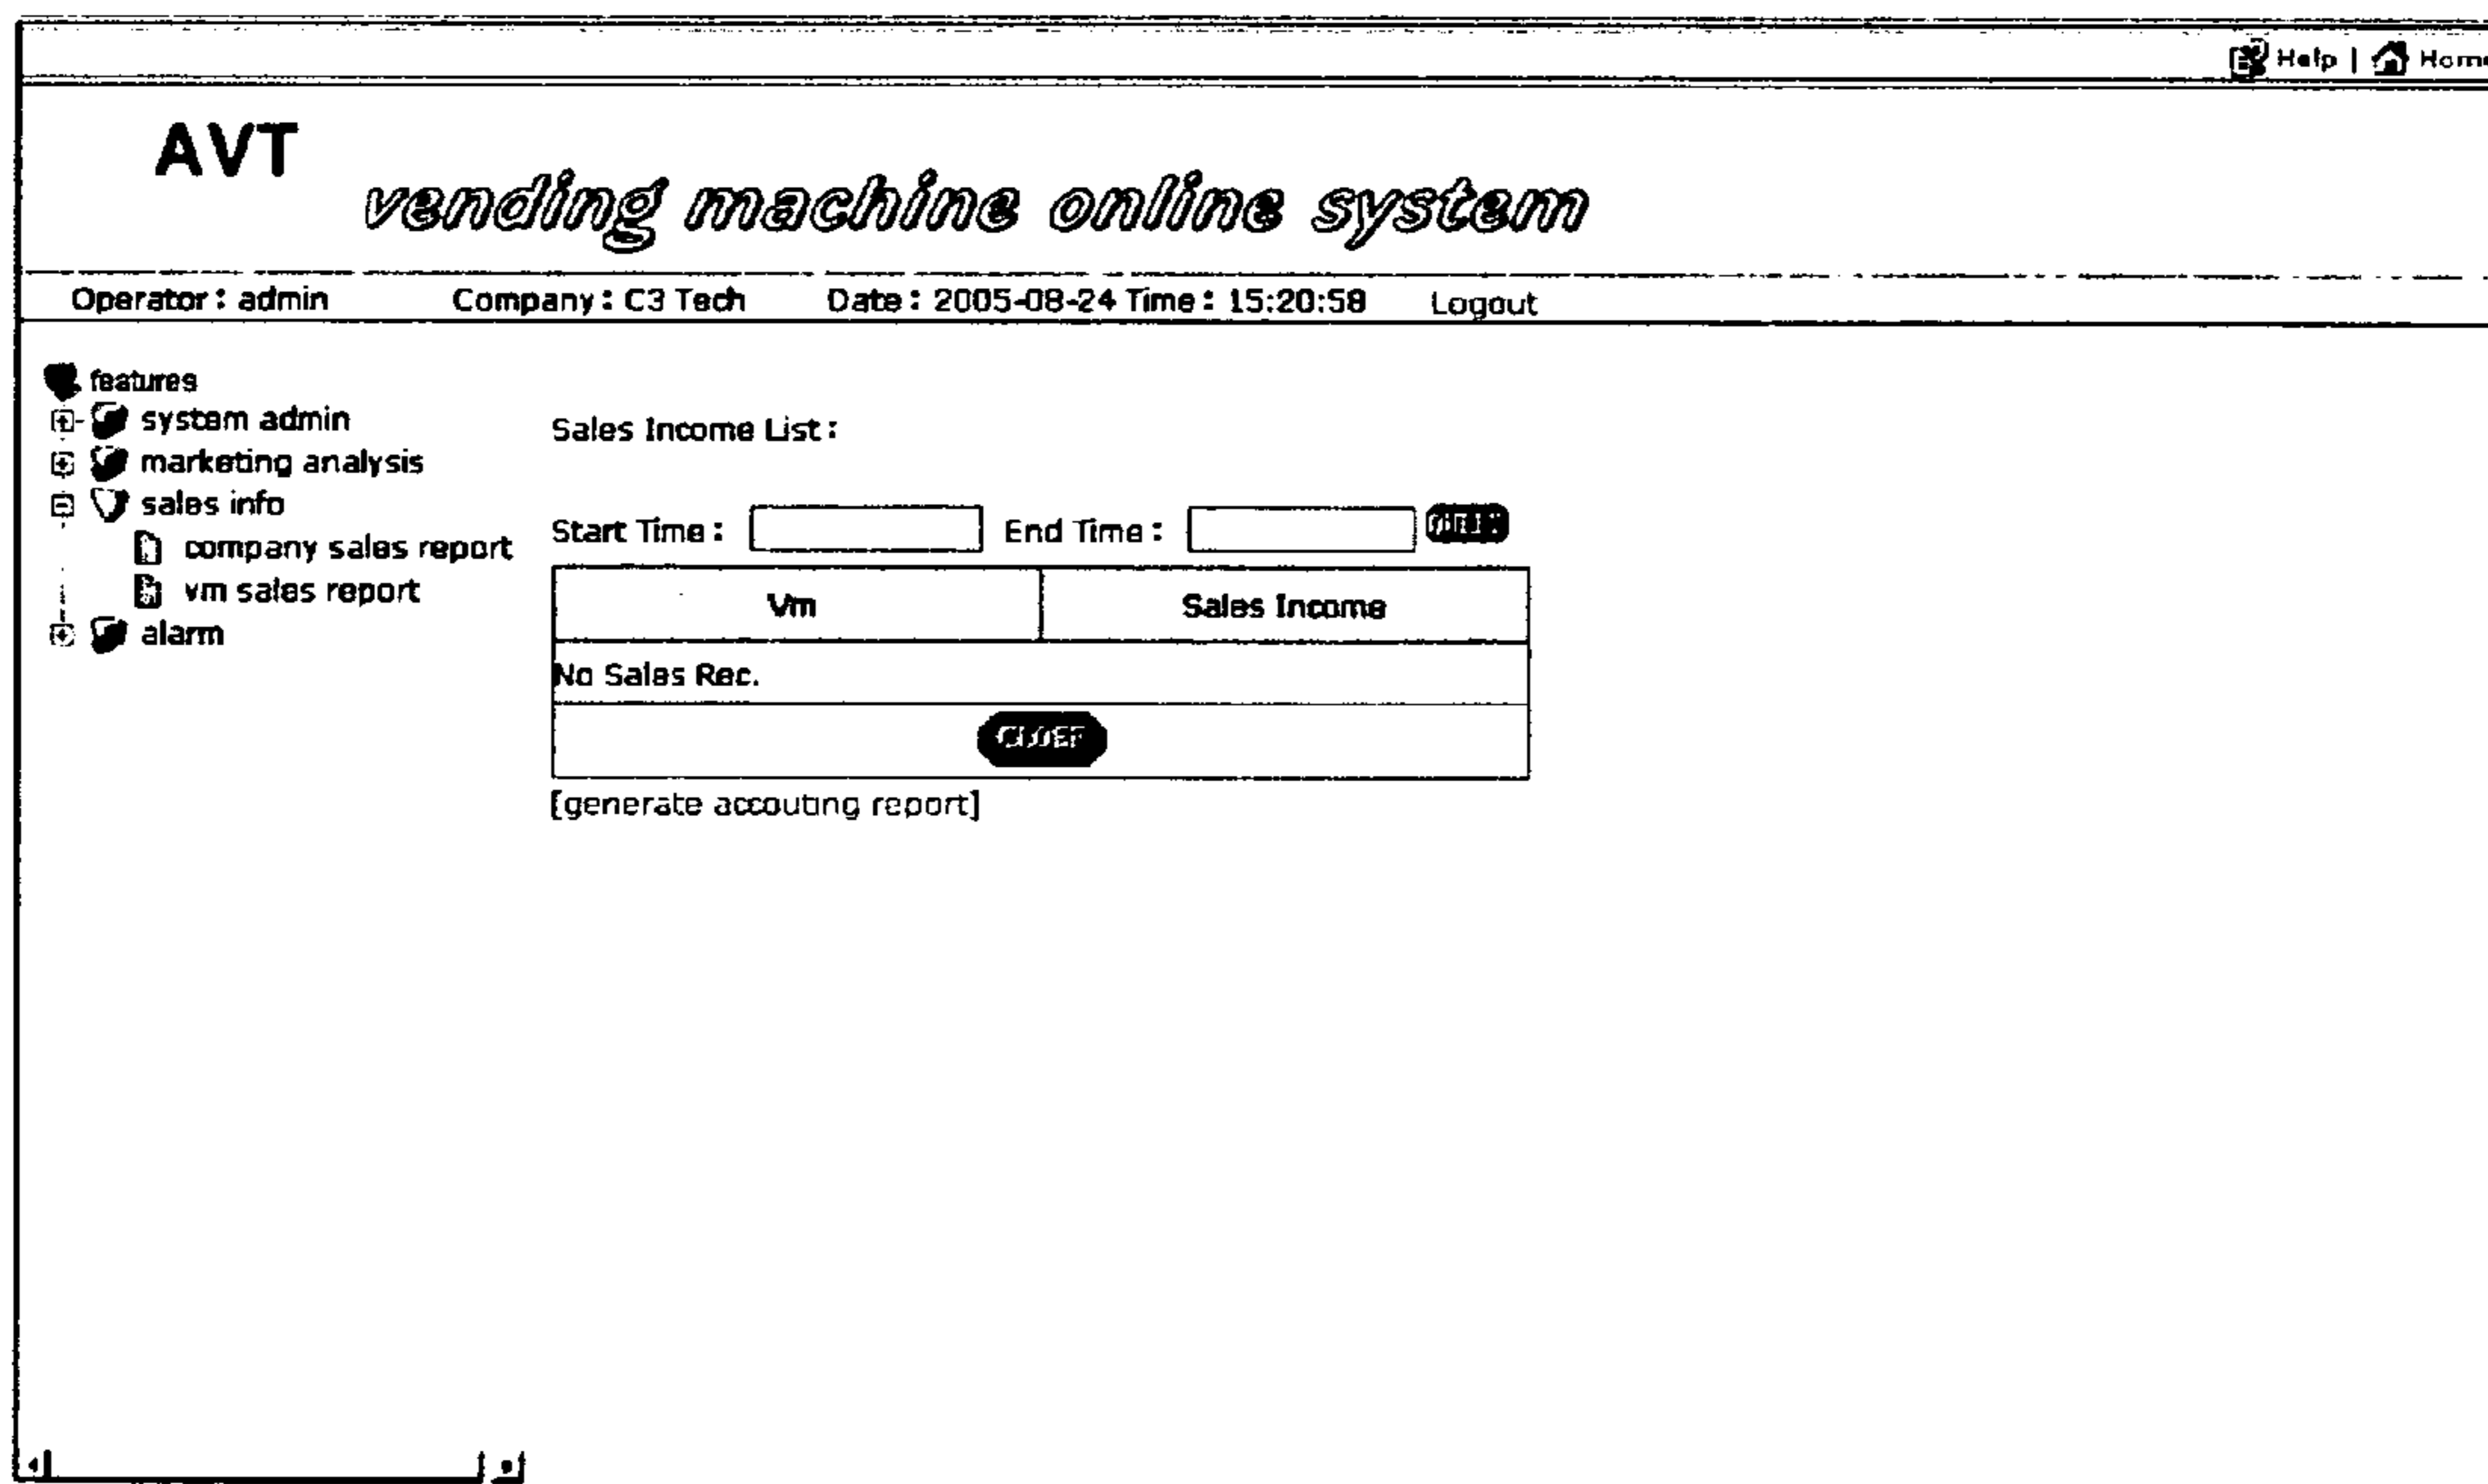 Help | Home
AVT
vending machine online system
Operator: admin Company: C3 Tech Date: 2005-08-24 Time: 15:20:58 Logout
features
system admin
marketing analysis
sales info
company sales report
vm sales report
alarm
Sales Income List:
Start Time: End Time:
Vm Sales Income
No Sales Rec.
[generate accouting report]